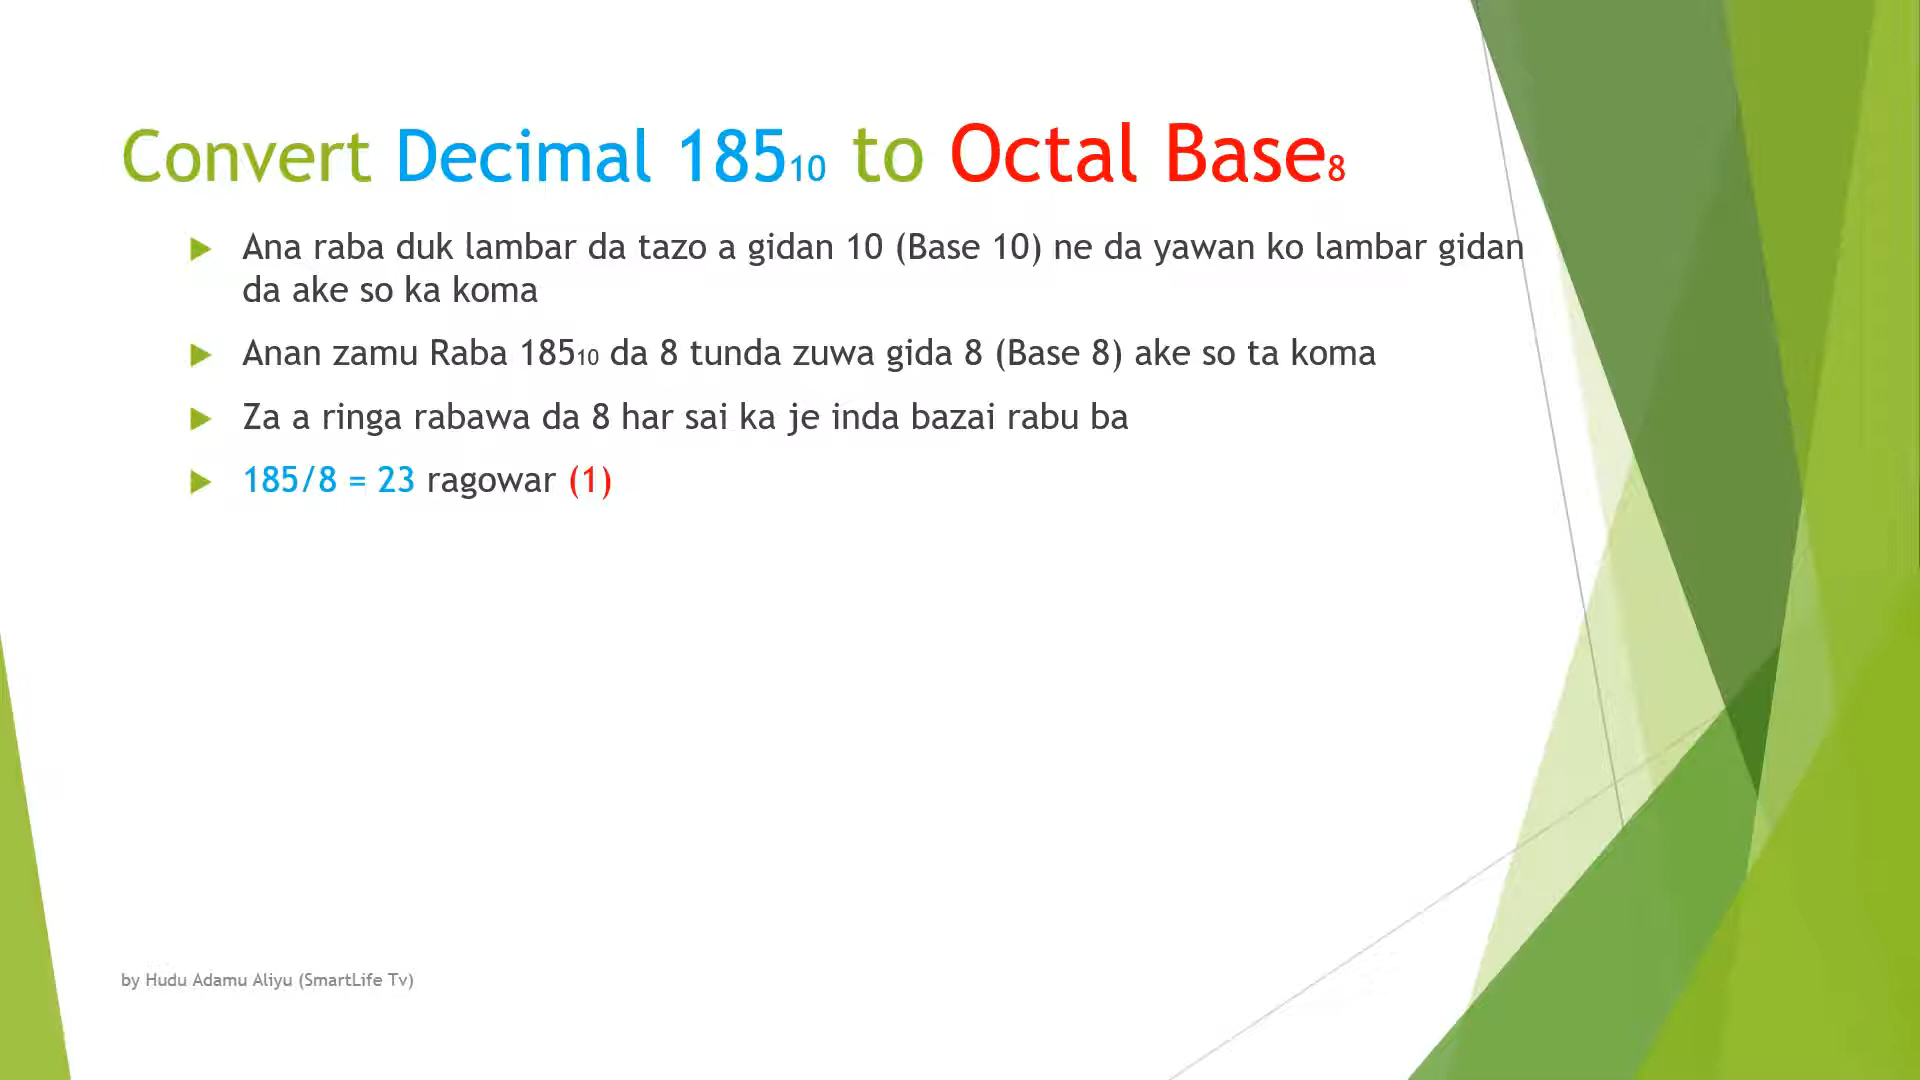 Convert Decimal 185₁₀ to Octal Base₈
Ana raba duk lambar da tazo a gidan 10 (Base 10) ne da yawan ko lambar gidan
da ake so ka koma
Anan zamu Raba 185₁₀ da 8 tunda zuwa gida 8 (Base 8) ake so ta koma
Za a ringa rabawa da 8 har sai ka je inda bazai rabu ba
185/8 = 23 ragowar (1)
by Hudu Adamu Aliyu (SmartLife Tv)